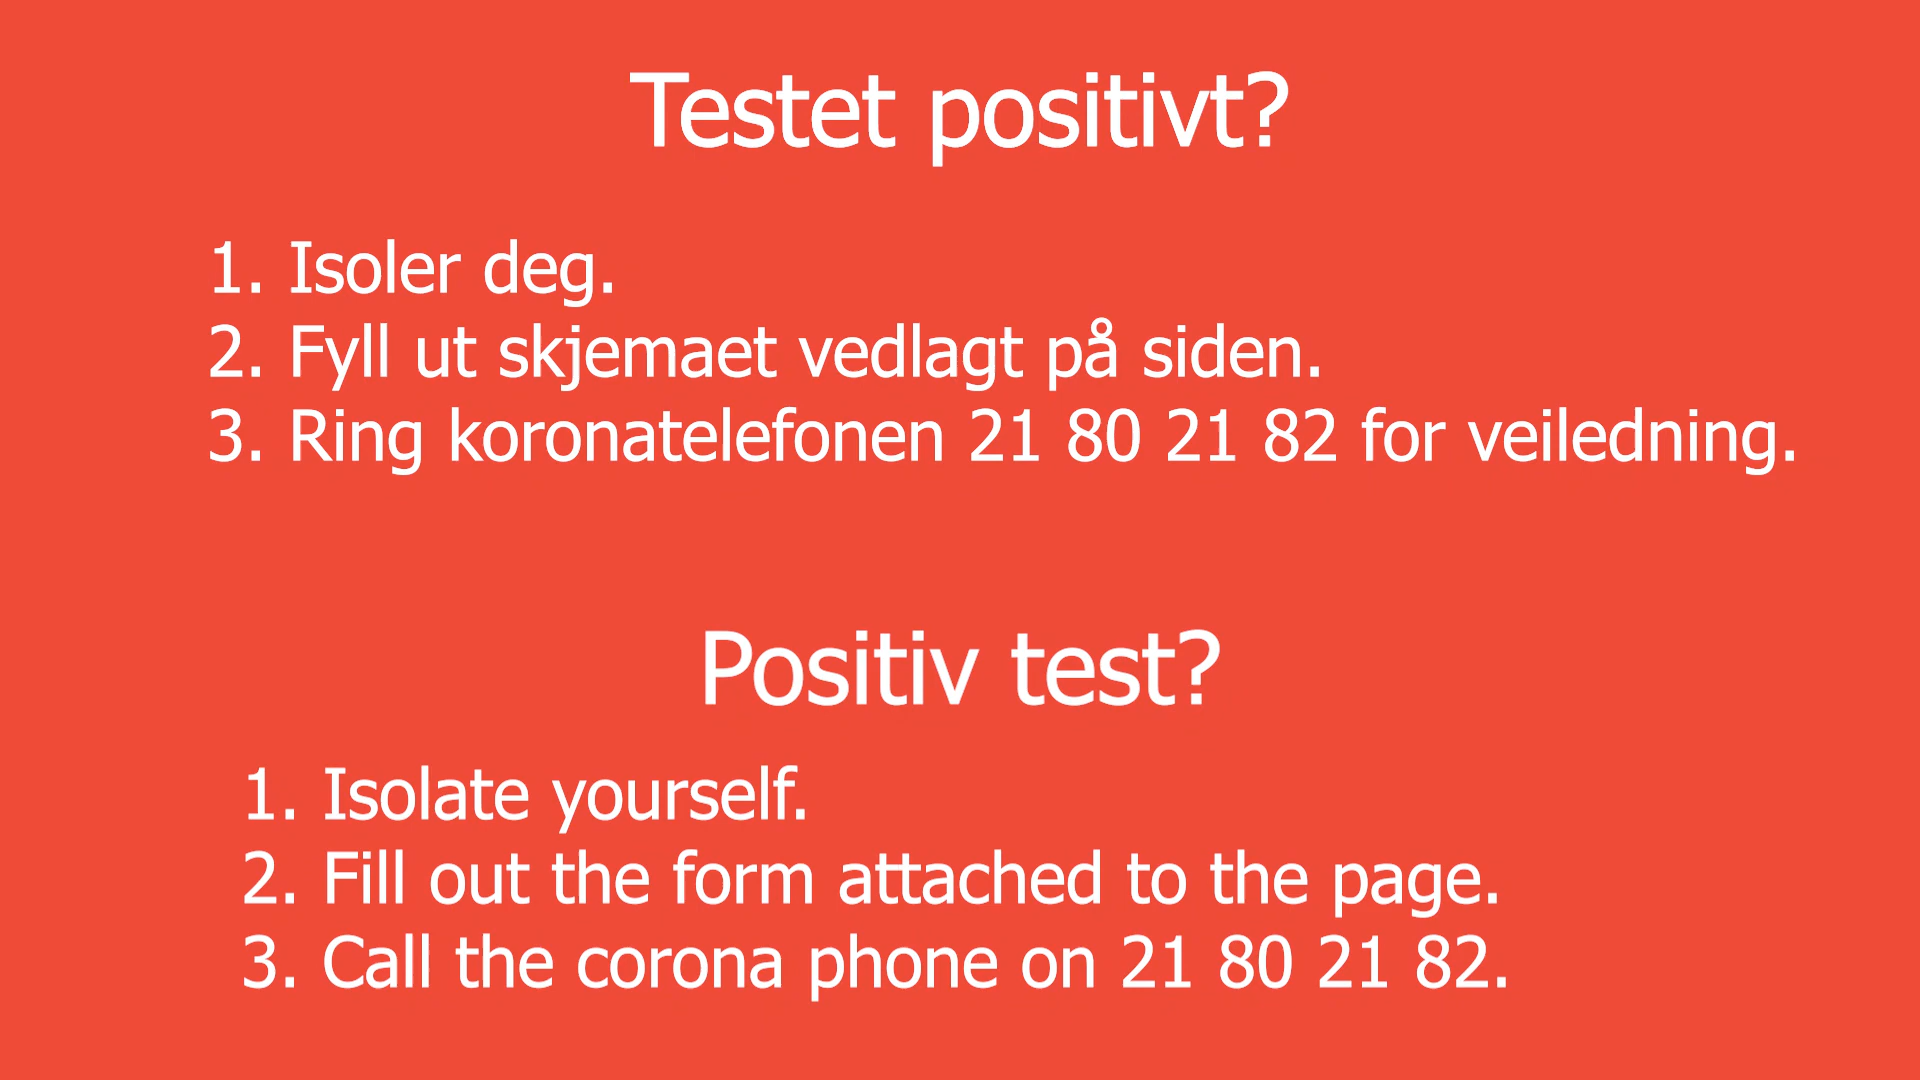 Testet positivt?
1. Isoler deg.
2. Fyll ut skjemaet vedlagt på siden.
3. Ring koronatelefonen 21 80 21 82 for veiledning.
Positiv test?
1. Isolate yourself.
2. Fill out the form attached to the page.
3. Call the corona phone on 21 80 21 82.